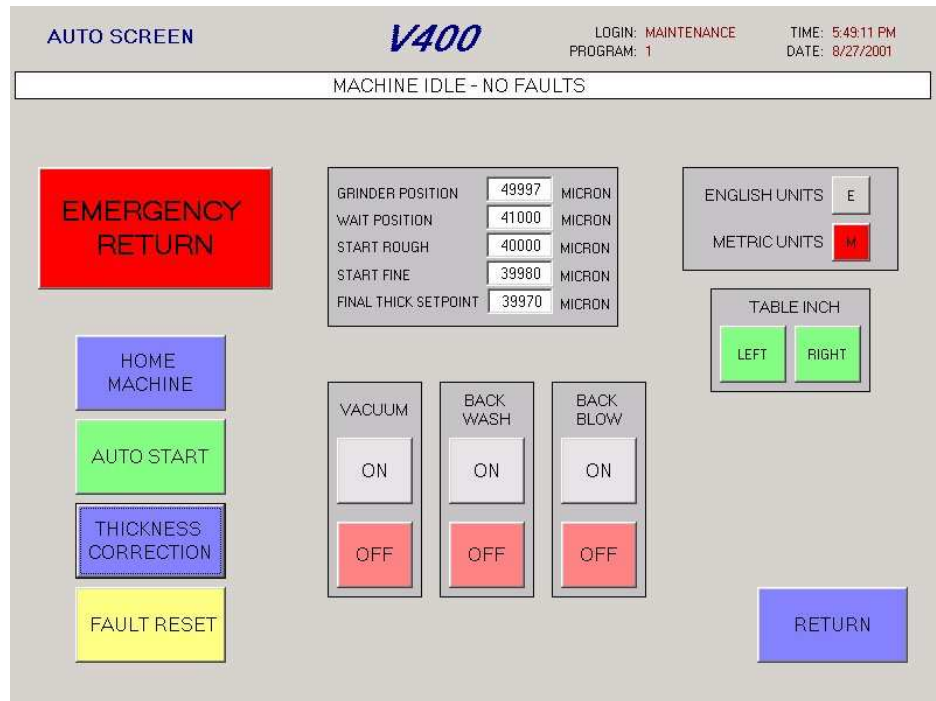 AUTO SCREEN
V400
LOGIN: MAINTENANCE
PROGRAM: 1
TIME: 5:49:11 PM
DATE: 8/27/2001
MACHINE IDLE - NO FAULTS
EMERGENCY
RETURN
GRINDER POSITION 49997 MICRON
WAIT POSITION 41000 MICRON
START ROUGH 40000 MICRON
START FINE 39980 MICRON
FINAL THICK SETPOINT 39970 MICRON
ENGLISH UNITS E
METRIC UNITS M
TABLE INCH
LEFT RIGHT
HOME
MACHINE
AUTO START
THICKNESS
CORRECTION
FAULT RESET
VACUUM
ON
OFF
BACK
WASH
ON
OFF
BACK
BLOW
ON
OFF
RETURN